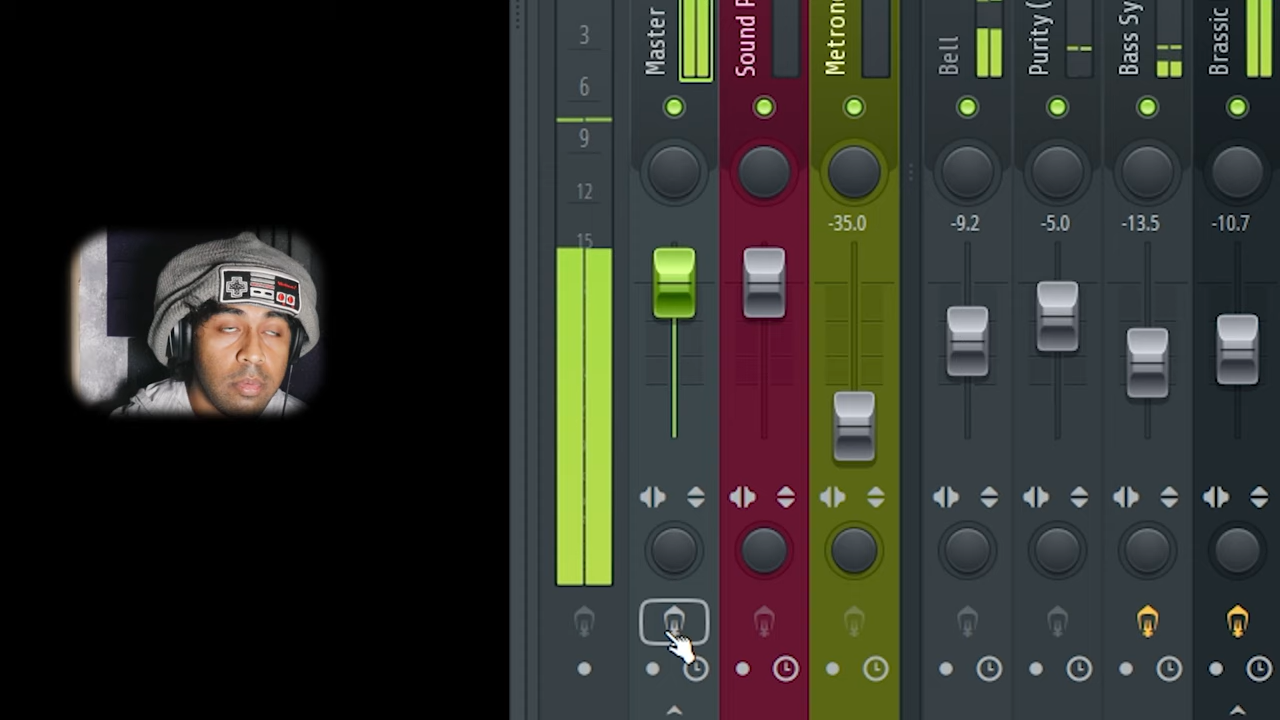 3
6
9
12
15
Master
Sound
Metrono
Bell
Purity (
Bass Sy
Brassic
-35.0
-9.2
-5.0
-13.5
-10.7